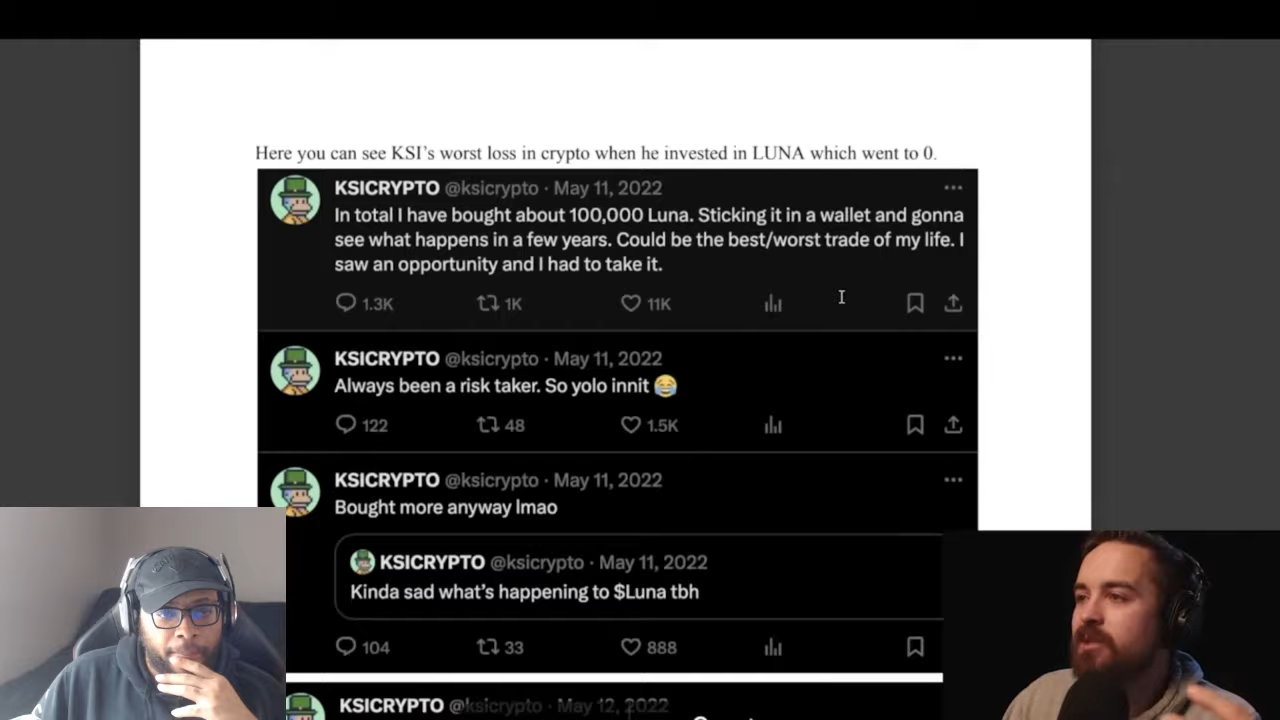 Here you can see KSI's worst loss in crypto when he invested in LUNA which went to 0.
KSICRYPTO @ksicrypto · May 11, 2022
In total I have bought about 100,000 Luna. Sticking it in a wallet and gonna
see what happens in a few years. Could be the best/worst trade of my life. I
saw an opportunity and I had to take it.
1.3K 1K 11K
KSICRYPTO @ksicrypto · May 11, 2022
Always been a risk taker. So yolo innit 😂
122 48 1.5K
KSICRYPTO @ksicrypto · May 11, 2022
Bought more anyway lmao
KSICRYPTO @ksicrypto · May 11, 2022
Kinda sad what's happening to $Luna tbh
104 33 888
KSICRYPTO @ksicrypto · May 12, 2022